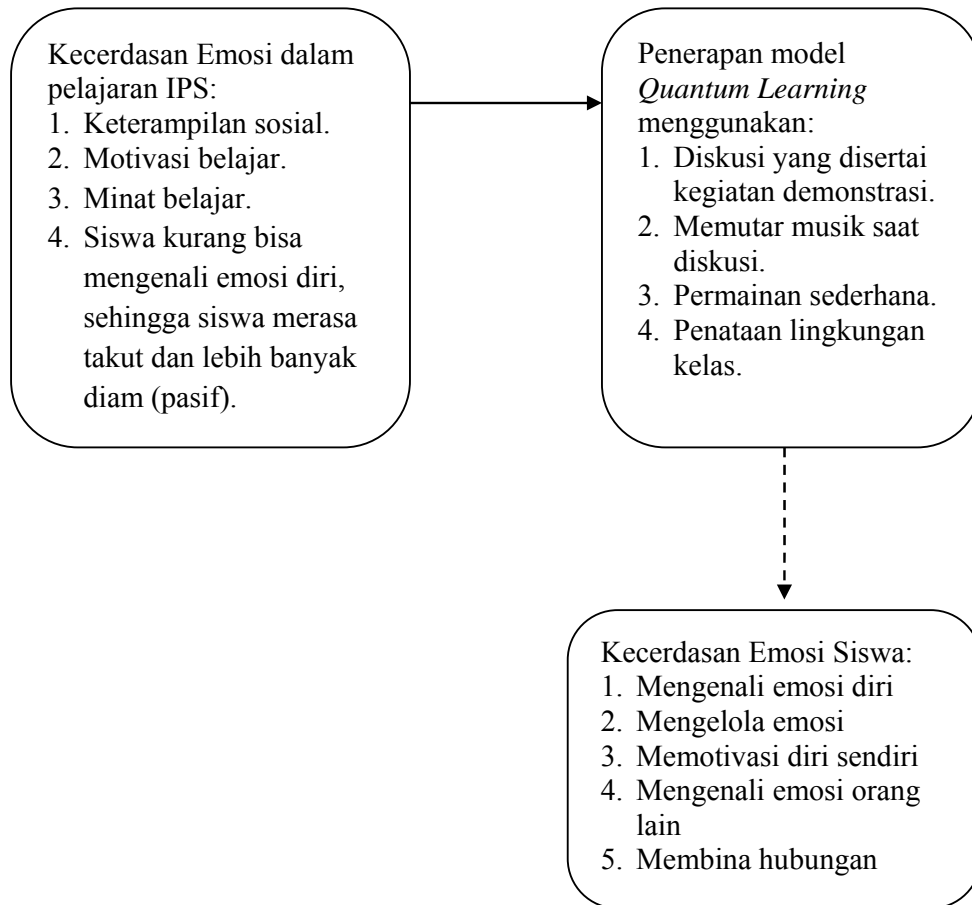 Kecerdasan Emosi dalam
pelajaran IPS:
1. Keterampilan sosial.
2. Motivasi belajar.
3. Minat belajar.
4. Siswa kurang bisa
mengenali emosi diri,
sehingga siswa merasa
takut dan lebih banyak
diam (pasif).
Penerapan model
Quantum Learning
menggunakan:
1. Diskusi yang disertai
kegiatan demonstrasi.
2. Memutar musik saat
diskusi.
3. Permainan sederhana.
4. Penataan lingkungan
kelas.
Kecerdasan Emosi Siswa:
1. Mengenali emosi diri
2. Mengelola emosi
3. Memotivasi diri sendiri
4. Mengenali emosi orang
lain
5. Membina hubungan